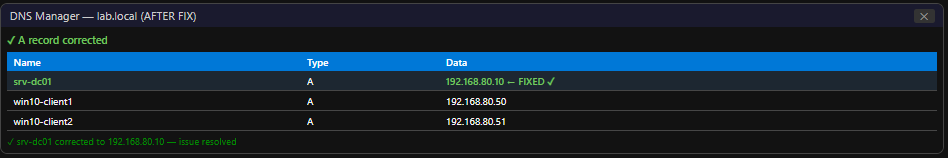 DNS Manager — lab.local (AFTER FIX)
✓ A record corrected
Name Type Data
srv-dc01 A 192.168.80.10 ← FIXED ✓
win10-client1 A 192.168.80.50
win10-client2 A 192.168.80.51
✓ srv-dc01 corrected to 192.168.80.10 — issue resolved